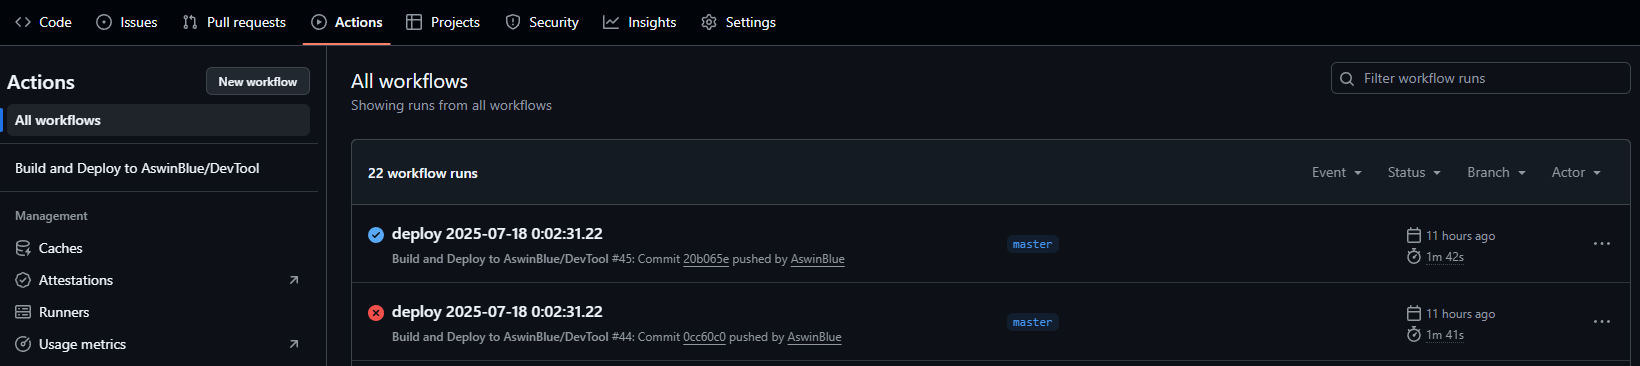 Code Issues Pull requests Actions Projects Security Insights Settings
Actions New workflow
All workflows
Build and Deploy to AswinBlue/DevTool
Management
Caches
Attestations
Runners
Usage metrics
All workflows
Showing runs from all workflows
Filter workflow runs
22 workflow runs Event Status Branch Actor
deploy 2025-07-18 0:02:31.22
Build and Deploy to AswinBlue/DevTool #45: Commit 20b065e pushed by AswinBlue
master
11 hours ago
1m 42s
deploy 2025-07-18 0:02:31.22
Build and Deploy to AswinBlue/DevTool #44: Commit 0cc60c0 pushed by AswinBlue
master
11 hours ago
1m 41s